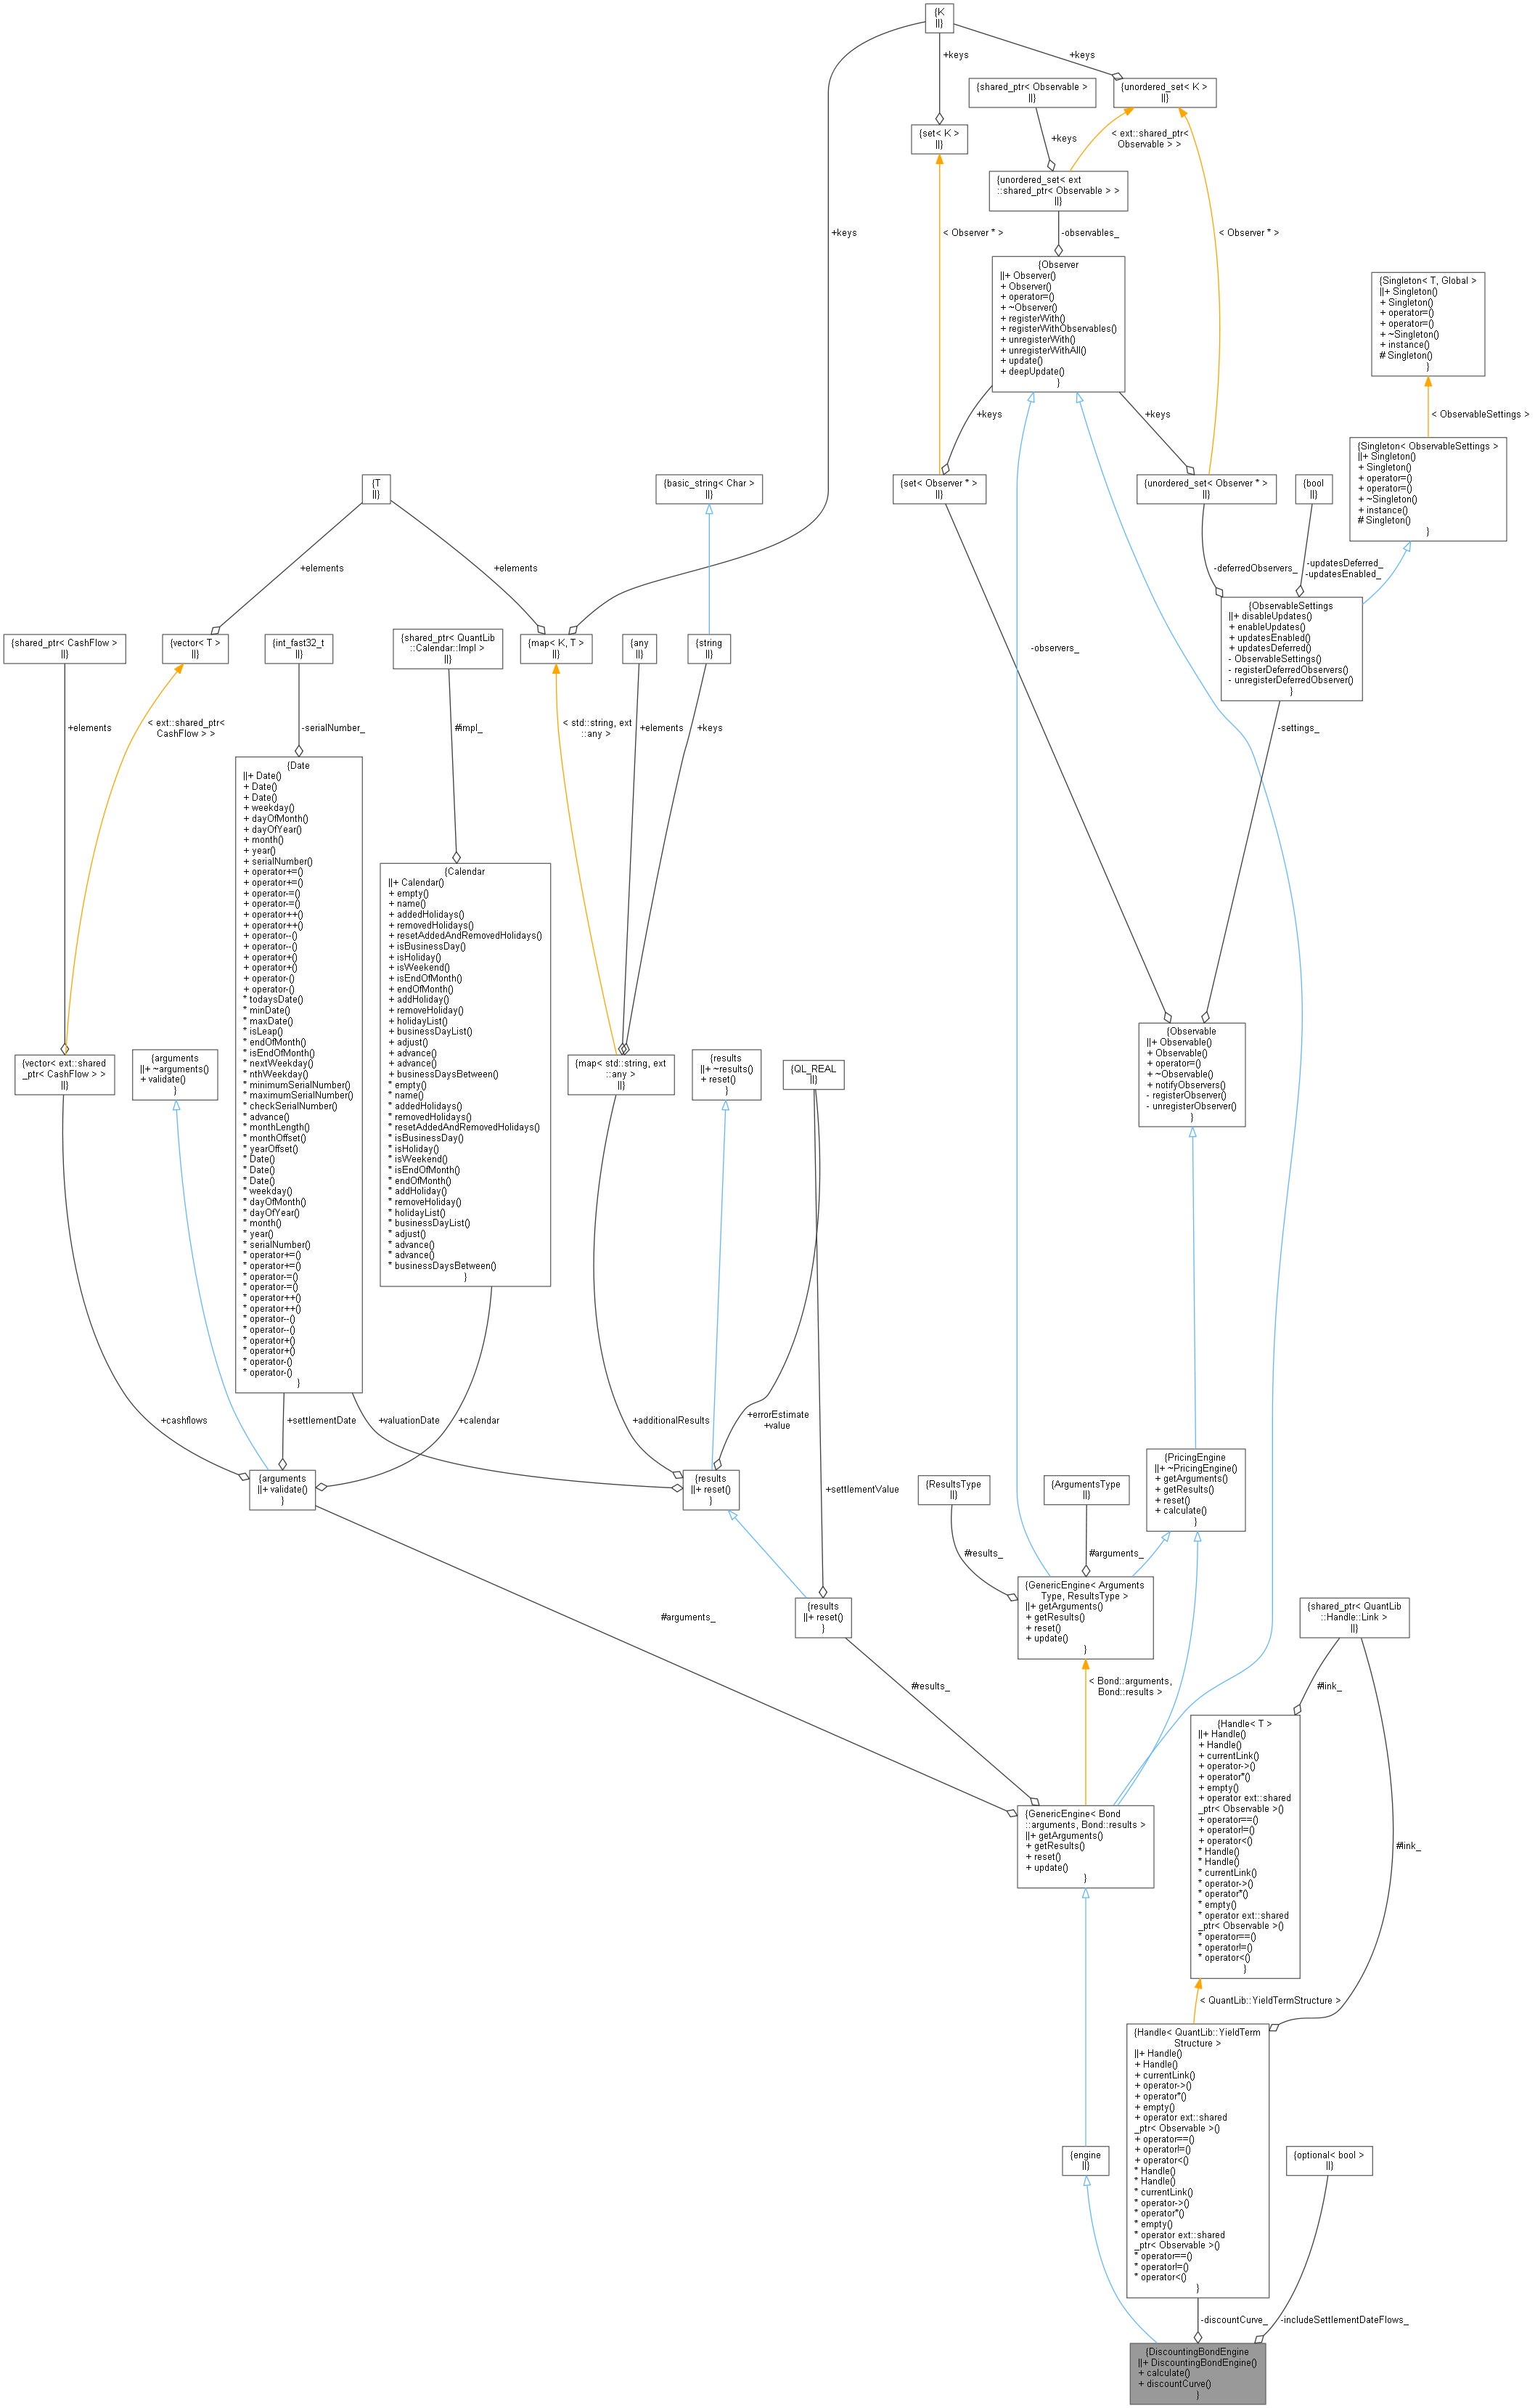 {K
||}
+keys
+keys
{shared_ptr< Observable >
||}
{unordered_set< K >
||}
{set< K >
||}
+keys
< ext::shared_ptr<
Observable > >
{unordered_set< ext
::shared_ptr< Observable > >
||}
+keys
< Observer * >
-observables_
< Observer * >
{Observer
||+ Observer()
+ Observer()
+ operator=()
+ ~Observer()
+ registerWith()
+ registerWithObservables()
+ unregisterWith()
+ unregisterWithAll()
+ update()
+ deepUpdate()
}
{Singleton< T, Global >
||+ Singleton()
+ Singleton()
+ operator=()
+ operator=()
+ ~Singleton()
+ instance()
# Singleton()
}
+keys
+keys
< ObservableSettings >
{Singleton< ObservableSettings >
||+ Singleton()
+ Singleton()
+ operator=()
+ operator=()
+ ~Singleton()
+ instance()
# Singleton()
}
{T
||}
{basic_string< Char >
||}
{set< Observer * >
||}
{unordered_set< Observer * >
||}
{bool
||}
+elements
+elements
-deferredObservers_
-updatesDeferred_
-updatesEnabled_
{ObservableSettings
||+ disableUpdates()
+ enableUpdates()
+ updatesEnabled()
+ updatesDeferred()
- ObservableSettings()
- registerDeferredObservers()
- unregisterDeferredObserver()
}
{shared_ptr< CashFlow >
||}
{vector< T >
||}
{int_fast32_t
||}
{shared_ptr< QuantLib
::Calendar::Impl >
||}
{map< K, T >
||}
{any
||}
{string
||}
-observers_
+elements
< ext::shared_ptr<
CashFlow > >
-serialNumber_
#impl_
< std::string, ext
::any >
+elements
+keys
-settings_
{Date
||+ Date()
+ Date()
+ Date()
+ weekday()
+ dayOfMonth()
+ dayOfYear()
+ month()
+ year()
+ serialNumber()
+ operator+=()
+ operator+=()
+ operator-=()
+ operator-=()
+ operator++()
+ operator++()
+ operator--()
+ operator--()
+ operator+()
+ operator+()
+ operator-()
+ operator-()
* todaysDate()
* minDate()
* maxDate()
* isLeap()
* endOfMonth()
* isEndOfMonth()
* nextWeekday()
* nthWeekday()
* minimumSerialNumber()
* maximumSerialNumber()
* checkSerialNumber()
* advance()
* monthLength()
* monthOffset()
* yearOffset()
* Date()
* Date()
* Date()
* weekday()
* dayOfMonth()
* dayOfYear()
* month()
* year()
* serialNumber()
* operator+=()
* operator+=()
* operator-=()
* operator-=()
* operator++()
* operator++()
* operator--()
* operator--()
* operator+()
* operator+()
* operator-()
* operator-()
}
{Calendar
||+ Calendar()
+ empty()
+ name()
+ addedHolidays()
+ removedHolidays()
+ resetAddedAndRemovedHolidays()
+ isBusinessDay()
+ isHoliday()
+ isWeekend()
+ isEndOfMonth()
+ endOfMonth()
+ addHoliday()
+ removeHoliday()
+ holidayList()
+ businessDayList()
+ adjust()
+ advance()
+ advance()
+ businessDaysBetween()
* empty()
* name()
* addedHolidays()
* removedHolidays()
* resetAddedAndRemovedHolidays()
* isBusinessDay()
* isHoliday()
* isWeekend()
* isEndOfMonth()
* endOfMonth()
* addHoliday()
* removeHoliday()
* holidayList()
* businessDayList()
* adjust()
* advance()
* advance()
* businessDaysBetween()
}
{vector< ext::shared
_ptr< CashFlow > >
||}
{arguments
||+ ~arguments()
+ validate()
}
{map< std::string, ext
::any >
||}
{results
||+ ~results()
+ reset()
}
{QL_REAL
||}
{Observable
||+ Observable()
+ Observable()
+ operator=()
+ ~Observable()
+ notifyObservers()
- registerObserver()
- unregisterObserver()
}
+cashflows
+settlementDate
+valuationDate
+calendar
+additionalResults
+errorEstimate
+value
{arguments
||+ validate()
}
{results
||+ reset()
}
+settlementValue
{ResultsType
||}
{ArgumentsType
||}
{PricingEngine
||+ ~PricingEngine()
+ getArguments()
+ getResults()
+ reset()
+ calculate()
}
#results_
#arguments_
{GenericEngine< Arguments
Type, ResultsType >
||+ getArguments()
+ getResults()
+ reset()
+ update()
}
#arguments_
{results
||+ reset()
}
{shared_ptr< QuantLib
::Handle::Link >
||}
#results_
< Bond::arguments,
Bond::results >
#link_
{Handle< T >
||+ Handle()
+ Handle()
+ currentLink()
+ operator->()
+ operator*()
+ empty()
+ operator ext::shared
_ptr< Observable >()
+ operator==()
+ operator!=()
+ operator<()
* Handle()
* Handle()
* currentLink()
* operator->()
* operator*()
* empty()
* operator ext::shared
_ptr< Observable >()
* operator==()
* operator!=()
* operator<()
}
#link_
{GenericEngine< Bond
::arguments, Bond::results >
||+ getArguments()
+ getResults()
+ reset()
+ update()
}
< QuantLib::YieldTermStructure >
{Handle< QuantLib::YieldTerm
Structure >
||+ Handle()
+ Handle()
+ currentLink()
+ operator->()
+ operator*()
+ empty()
+ operator ext::shared
_ptr< Observable >()
+ operator==()
+ operator!=()
+ operator<()
* Handle()
* Handle()
* currentLink()
* operator->()
* operator*()
* empty()
* operator ext::shared
_ptr< Observable >()
* operator==()
* operator!=()
* operator<()
}
{engine
||}
{optional< bool >
||}
-discountCurve_
-includeSettlementDateFlows_
{DiscountingBondEngine
||+ DiscountingBondEngine()
+ calculate()
+ discountCurve()
}